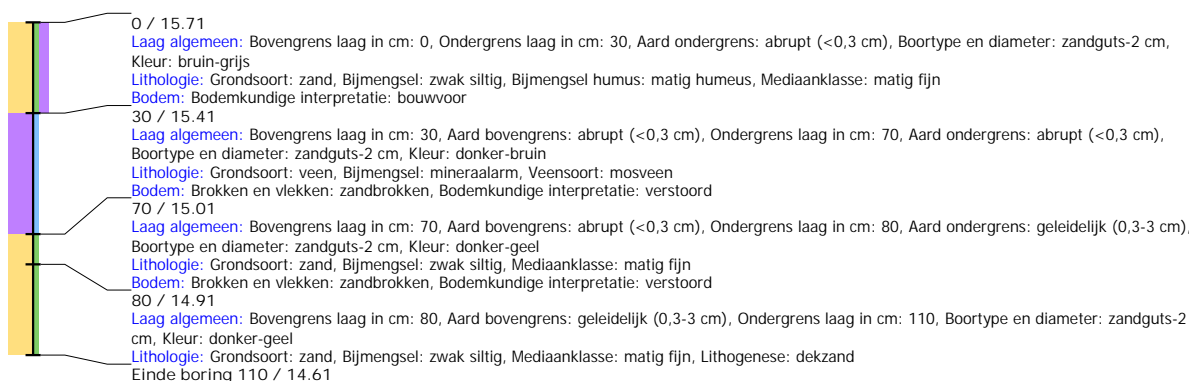 0 / 15.71
Laag algemeen: Bovengrens laag in cm: 0, Ondergrens laag in cm: 30, Aard ondergrens: abrupt (<0,3 cm), Boortype en diameter: zandguts-2 cm,
Kleur: bruin-grijs
Lithologie: Grondsoort: zand, Bijmengsel: zwak siltig, Bijmengsel humus: matig humeus, Mediaanklasse: matig fijn
Bodem: Bodemkundige interpretatie: bouwvoor
30 / 15.41
Laag algemeen: Bovengrens laag in cm: 30, Aard bovengrens: abrupt (<0,3 cm), Ondergrens laag in cm: 70, Aard ondergrens: abrupt (<0,3 cm),
Boortype en diameter: zandguts-2 cm, Kleur: donker-bruin
Lithologie: Grondsoort: veen, Bijmengsel: mineraalarm, Veensoort: mosveen
Bodem: Brokken en vlekken: zandbrokken, Bodemkundige interpretatie: verstoord
70 / 15.01
Laag algemeen: Bovengrens laag in cm: 70, Aard bovengrens: abrupt (<0,3 cm), Ondergrens laag in cm: 80, Aard ondergrens: geleidelijk (0,3-3 cm),
Boortype en diameter: zandguts-2 cm, Kleur: donker-geel
Lithologie: Grondsoort: zand, Bijmengsel: zwak siltig, Mediaanklasse: matig fijn
Bodem: Brokken en vlekken: zandbrokken, Bodemkundige interpretatie: verstoord
80 / 14.91
Laag algemeen: Bovengrens laag in cm: 80, Aard bovengrens: geleidelijk (0,3-3 cm), Ondergrens laag in cm: 110, Boortype en diameter: zandguts-2
cm, Kleur: donker-geel
Lithologie: Grondsoort: zand, Bijmengsel: zwak siltig, Mediaanklasse: matig fijn, Lithogenese: dekzand
Einde boring 110 / 14.61